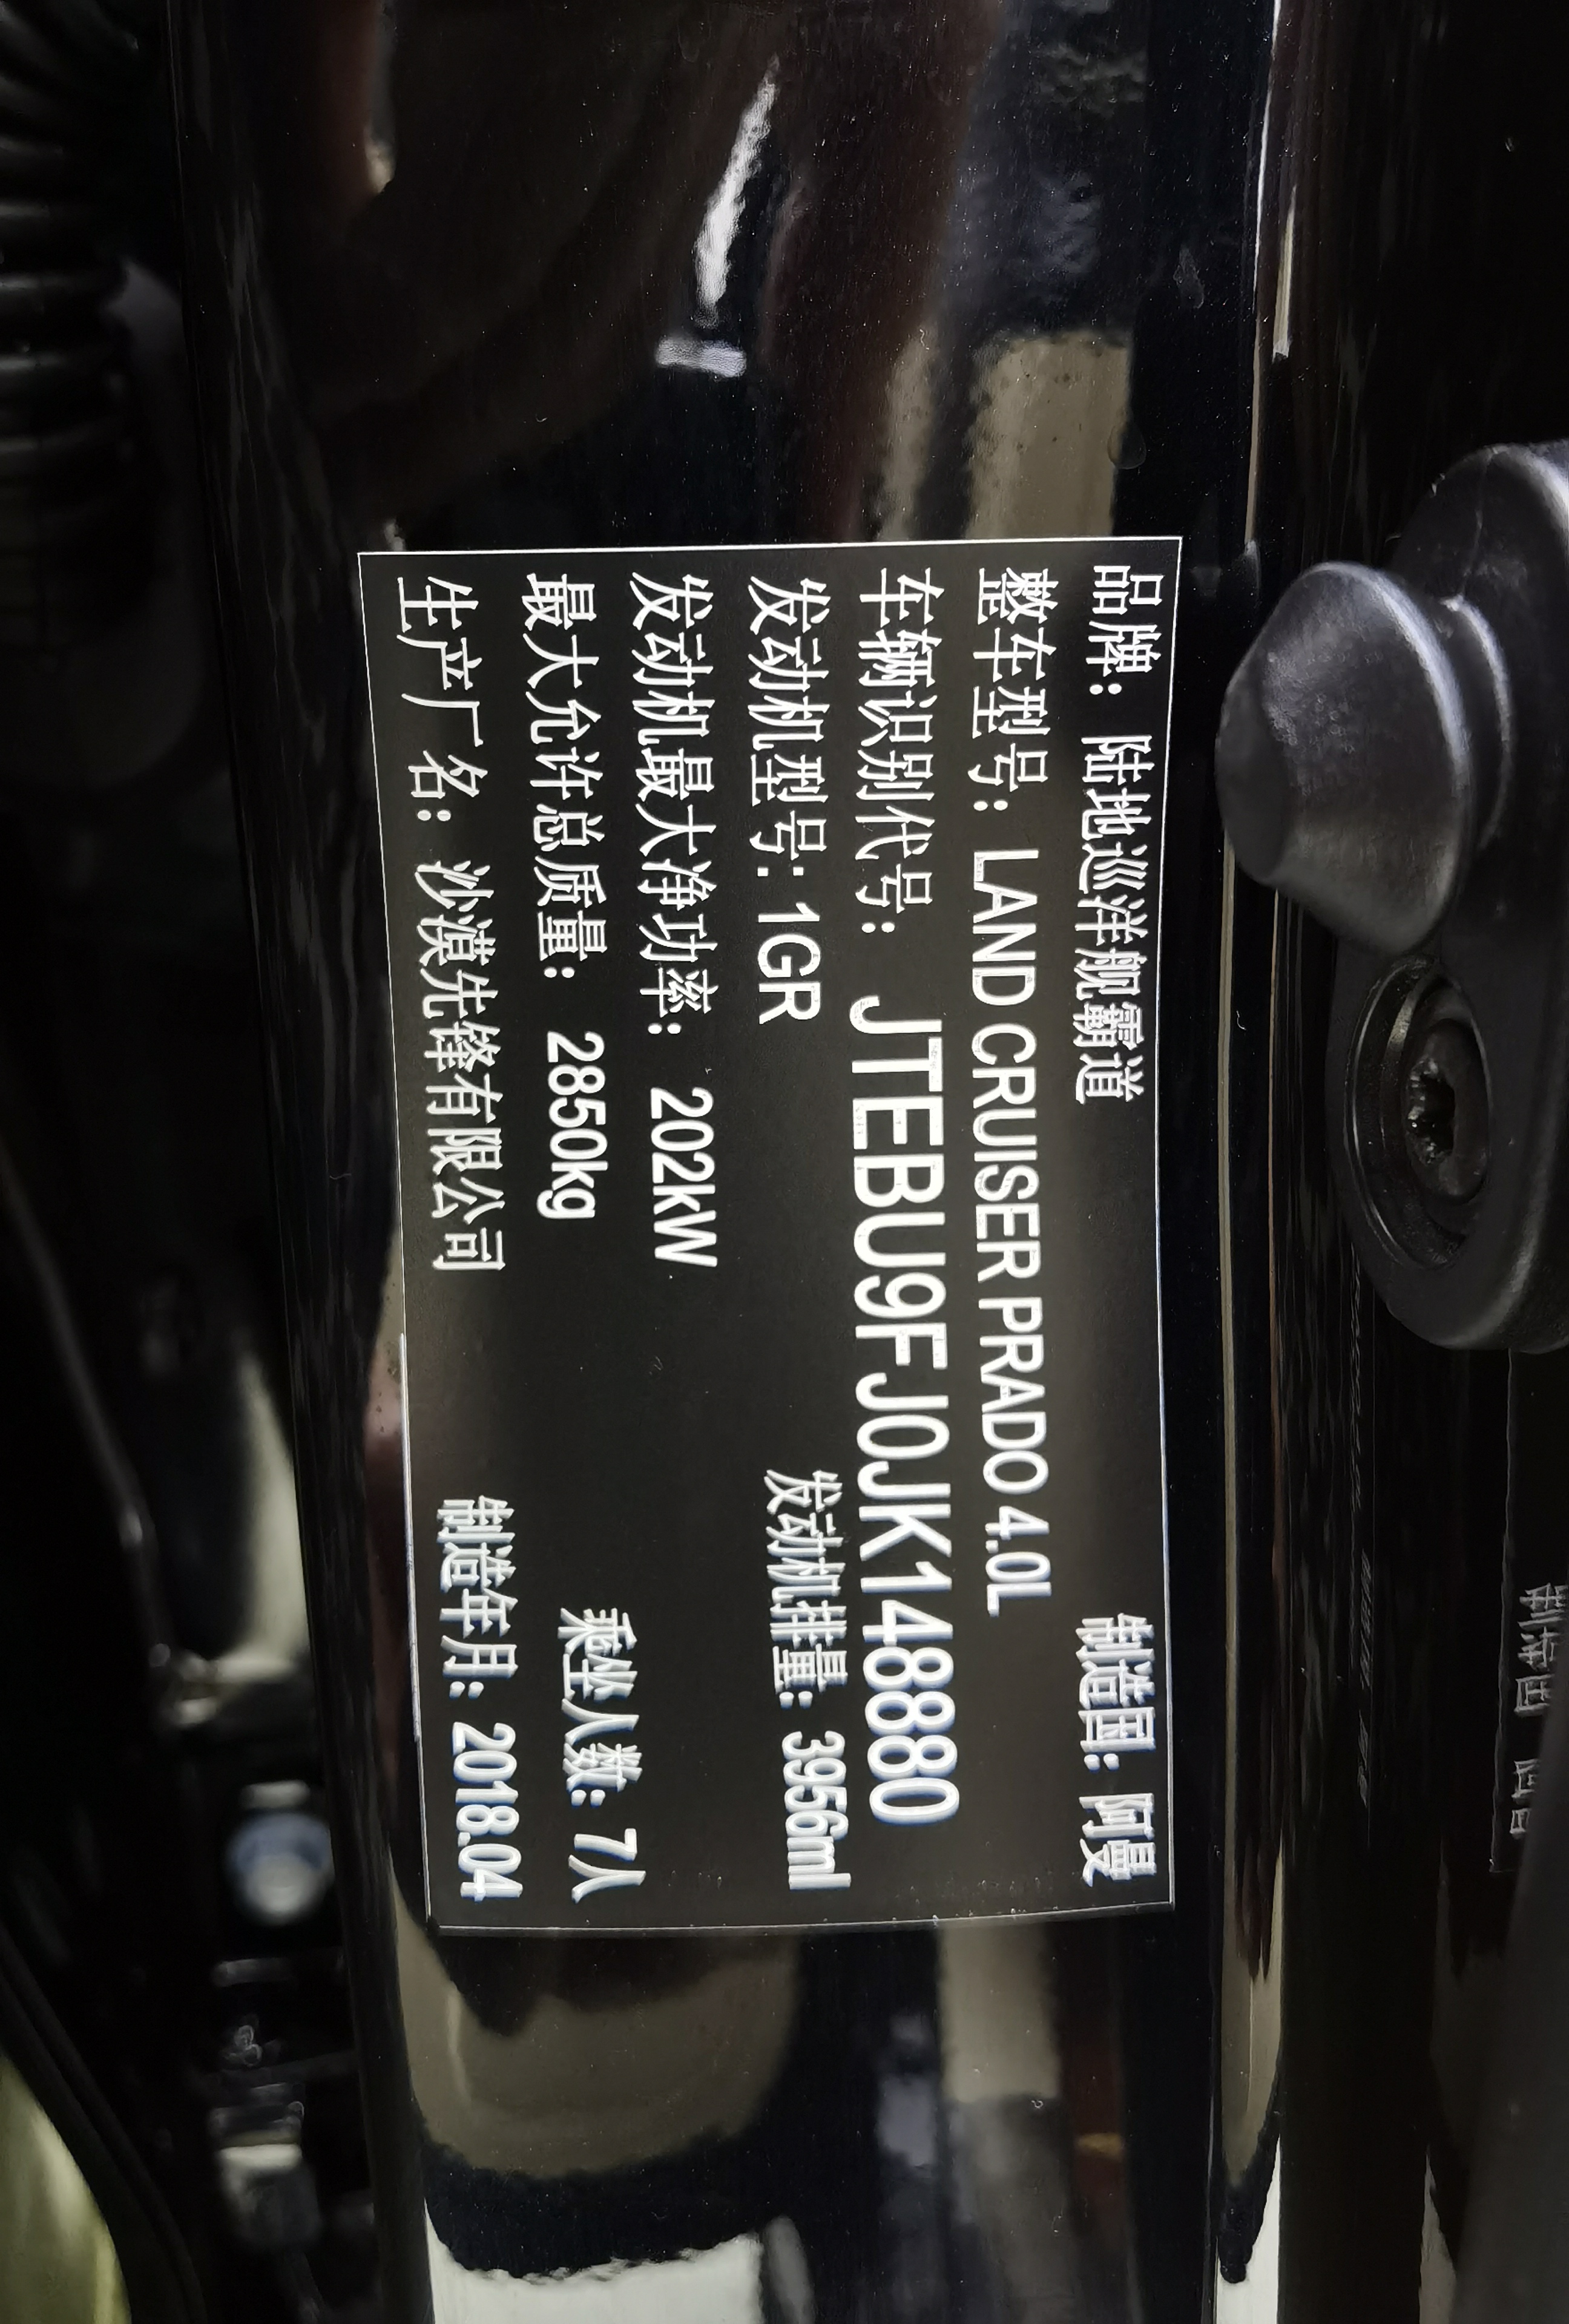 品牌: 陆地巡洋舰霸道 制造国: 阿曼
整车型号: LAND CRUISER PRADO 4.0L
车辆识别代号: JTEBU9FJ0JK148880
发动机型号: 1GR 发动机排量: 3956ml
发动机最大净功率: 202kW
最大允许总质量: 2850kg 乘坐人数: 7人
生产厂名: 沙漠先锋有限公司 制造年月: 2018.04